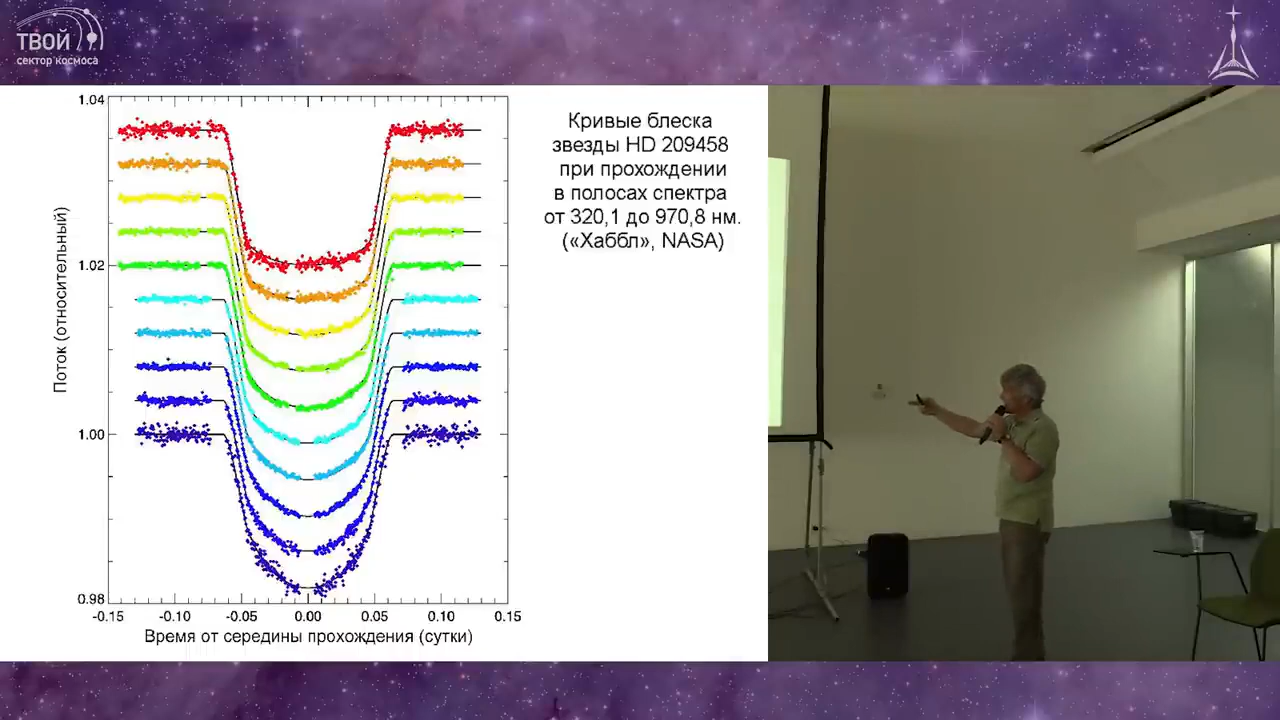 ТВОЙ
сектор космоса
1.04
1.02
1.00
0.98
Поток (относительный)
-0.15 -0.10 -0.05 0.00 0.05 0.10 0.15
Время от середины прохождения (сутки)
Кривые блеска
звезды HD 209458
при прохождении
в полосах спектра
от 320,1 до 970,8 нм.
(«Хаббл», NASA)